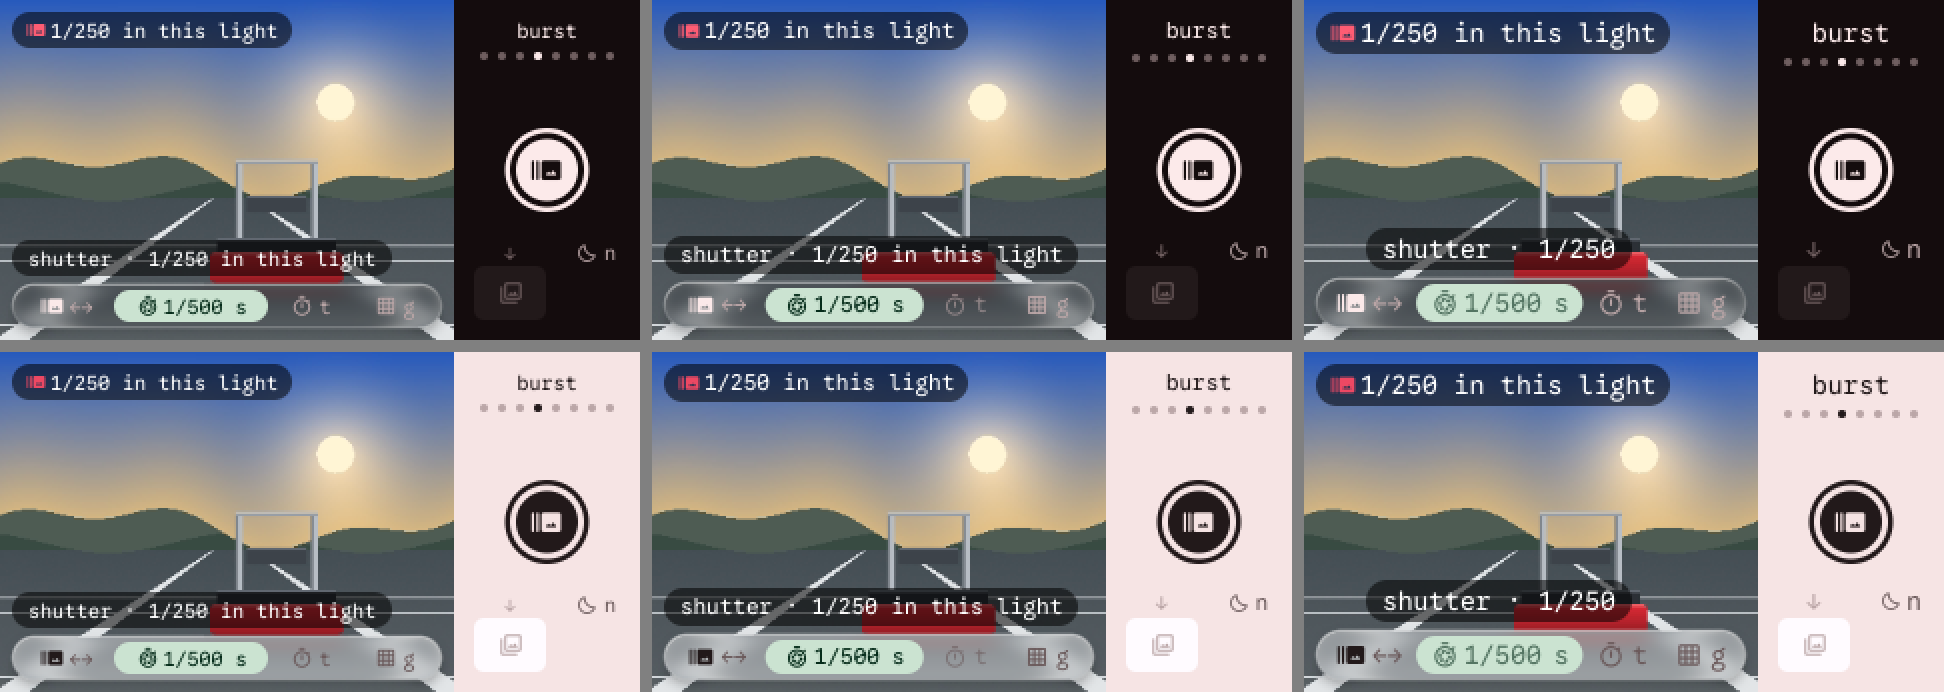 1/250 in this light
burst
n
shutter · 1/250 in this light
1/500 s
t
g
1/250 in this light
burst
n
shutter · 1/250 in this light
1/500 s
t
g
1/250 in this light
burst
n
shutter · 1/250
1/500 s
t
g
1/250 in this light
burst
n
shutter · 1/250 in this light
1/500 s
t
g
1/250 in this light
burst
n
shutter · 1/250 in this light
1/500 s
t
g
1/250 in this light
burst
n
shutter · 1/250
1/500 s
t
g